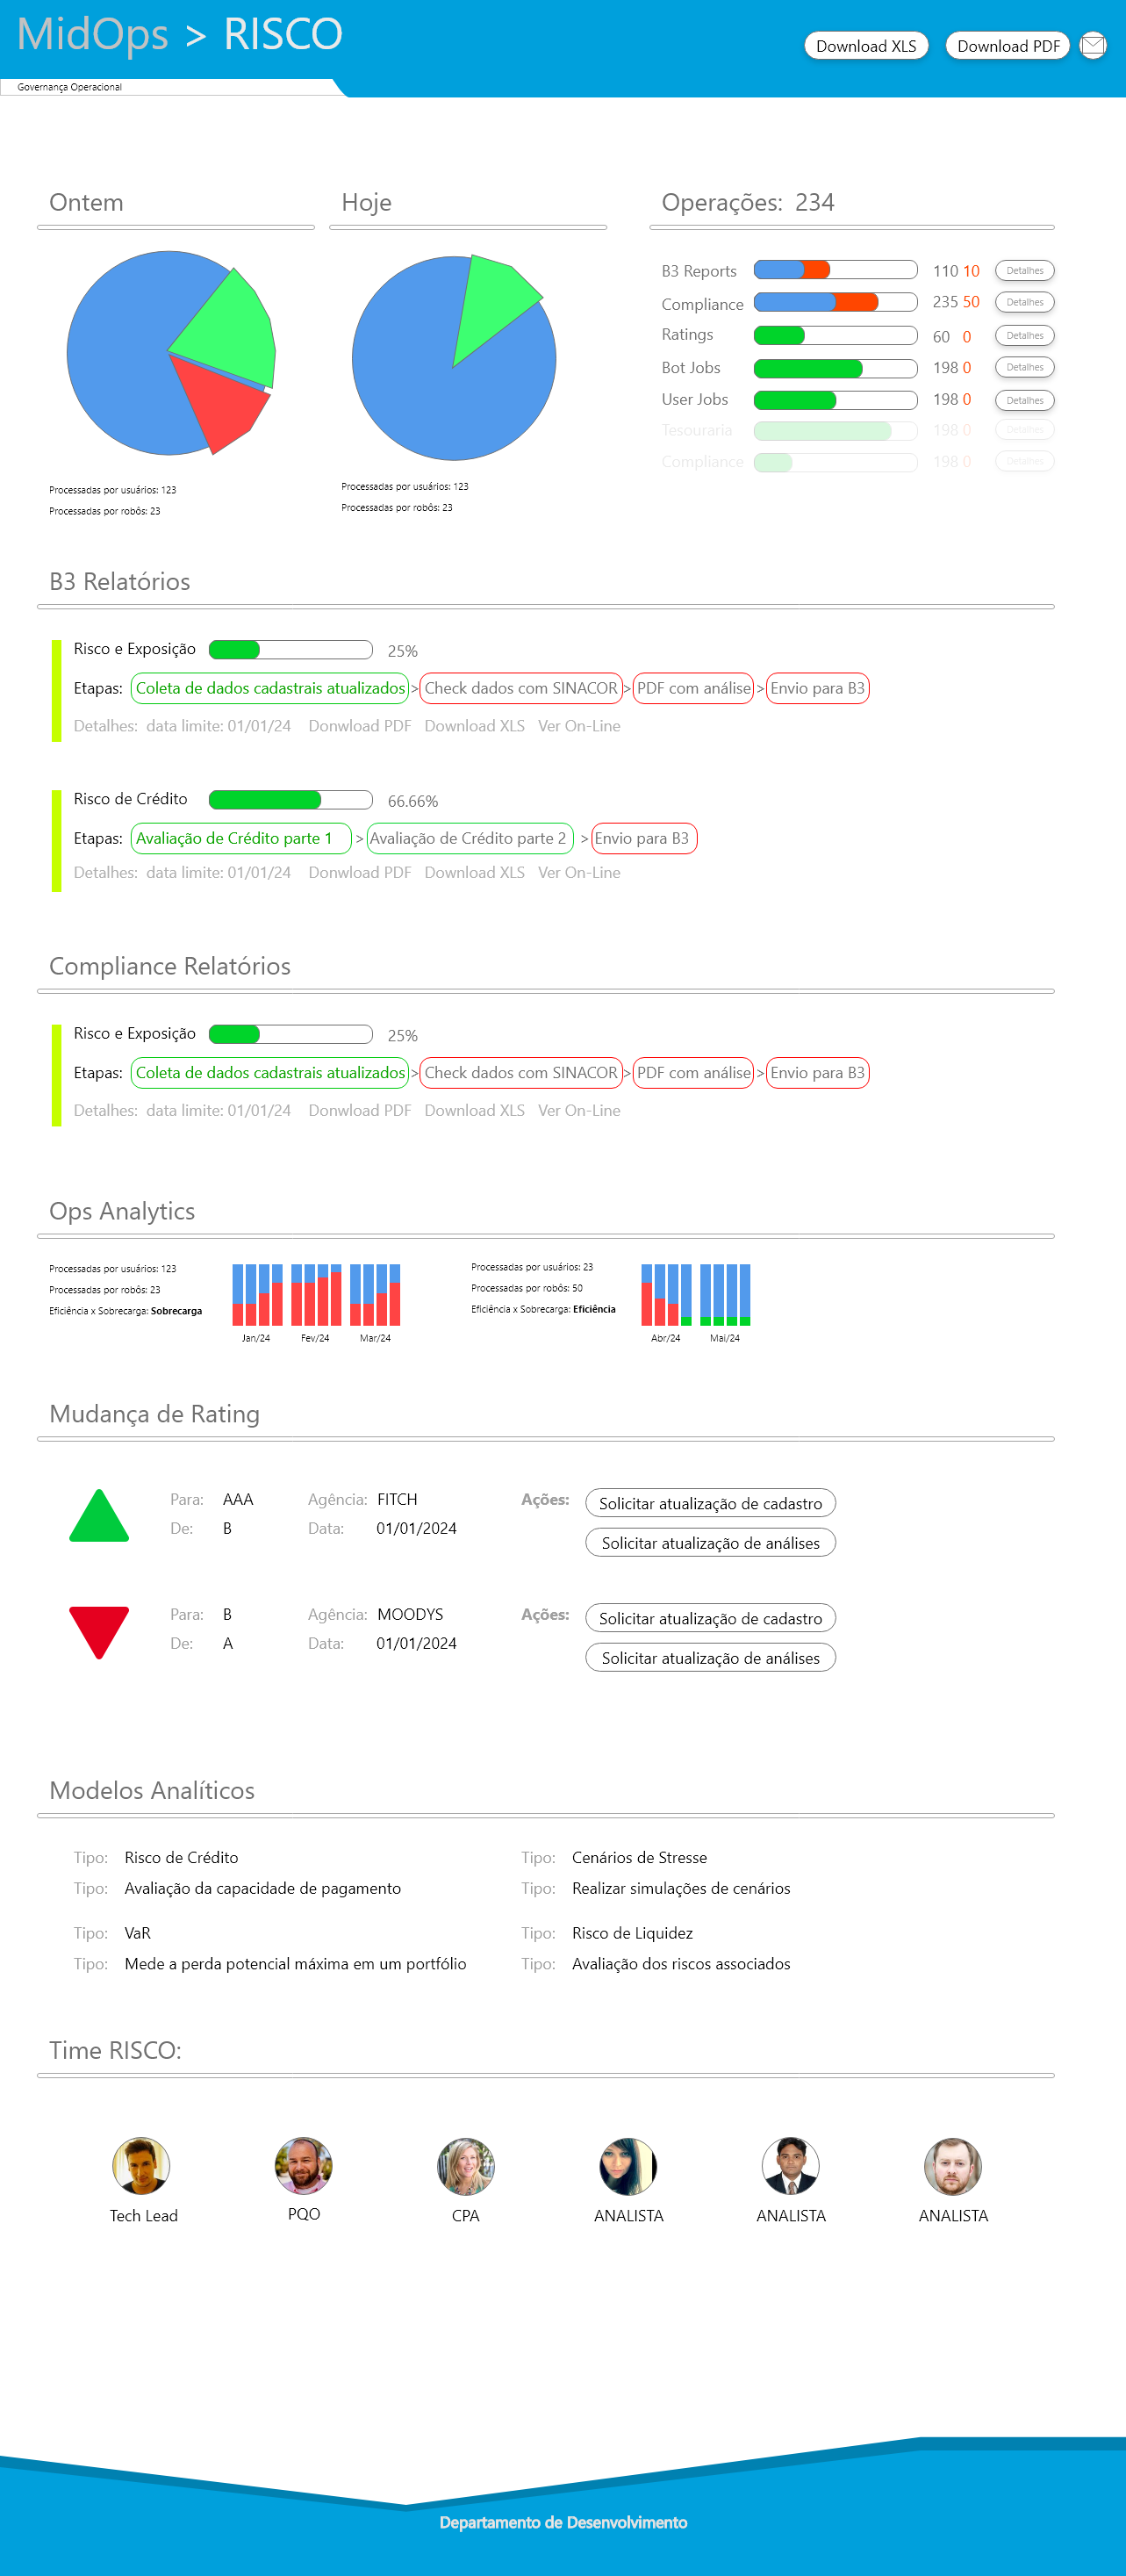 MidOps > RISCO
Download XLS
Download PDF
Governança Operacional
Ontem
Hoje
Operações: 234
B3 Reports 110 10 Detalhes
Compliance 235 50 Detalhes
Ratings 60 0 Detalhes
Bot Jobs 198 0 Detalhes
User Jobs 198 0 Detalhes
Tesouraria 198 0 Detalhes
Compliance 198 0 Detalhes
Processadas por usuários: 123
Processadas por robôs: 23
Processadas por usuários: 123
Processadas por robôs: 23
B3 Relatórios
Risco e Exposição 25%
Etapas: Coleta de dados cadastrais atualizados > Check dados com SINACOR > PDF com análise > Envio para B3
Detalhes: data limite: 01/01/24 Donwload PDF Download XLS Ver On-Line
Risco de Crédito 66.66%
Etapas: Avaliação de Crédito parte 1 > Avaliação de Crédito parte 2 > Envio para B3
Detalhes: data limite: 01/01/24 Donwload PDF Download XLS Ver On-Line
Compliance Relatórios
Risco e Exposição 25%
Etapas: Coleta de dados cadastrais atualizados > Check dados com SINACOR > PDF com análise > Envio para B3
Detalhes: data limite: 01/01/24 Donwload PDF Download XLS Ver On-Line
Ops Analytics
Processadas por usuários: 123
Processadas por robôs: 23
Eficiência x Sobrecarga: Sobrecarga
Jan/24 Fev/24 Mar/24
Processadas por usuários: 23
Processadas por robôs: 50
Eficiência x Sobrecarga: Eficiência
Abr/24 Mai/24
Mudança de Rating
Para: AAA Agência: FITCH Ações: Solicitar atualização de cadastro
De: B Data: 01/01/2024 Solicitar atualização de análises
Para: B Agência: MOODYS Ações: Solicitar atualização de cadastro
De: A Data: 01/01/2024 Solicitar atualização de análises
Modelos Analíticos
Tipo: Risco de Crédito
Tipo: Avaliação da capacidade de pagamento
Tipo: Cenários de Stresse
Tipo: Realizar simulações de cenários
Tipo: VaR
Tipo: Mede a perda potencial máxima em um portfólio
Tipo: Risco de Liquidez
Tipo: Avaliação dos riscos associados
Time RISCO:
Tech Lead PQO CPA ANALISTA ANALISTA ANALISTA
Departamento de Desenvolvimento